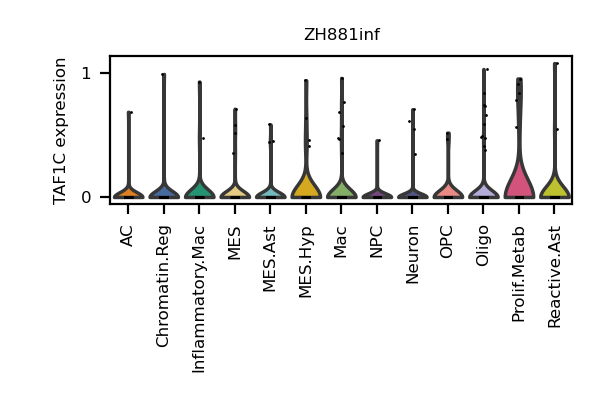 ZH881inf
TAF1C expression
1
0
AC
Chromatin.Reg
Inflammatory.Mac
MES
MES.Ast
MES.Hyp
Mac
NPC
Neuron
OPC
Oligo
Prolif.Metab
Reactive.Ast